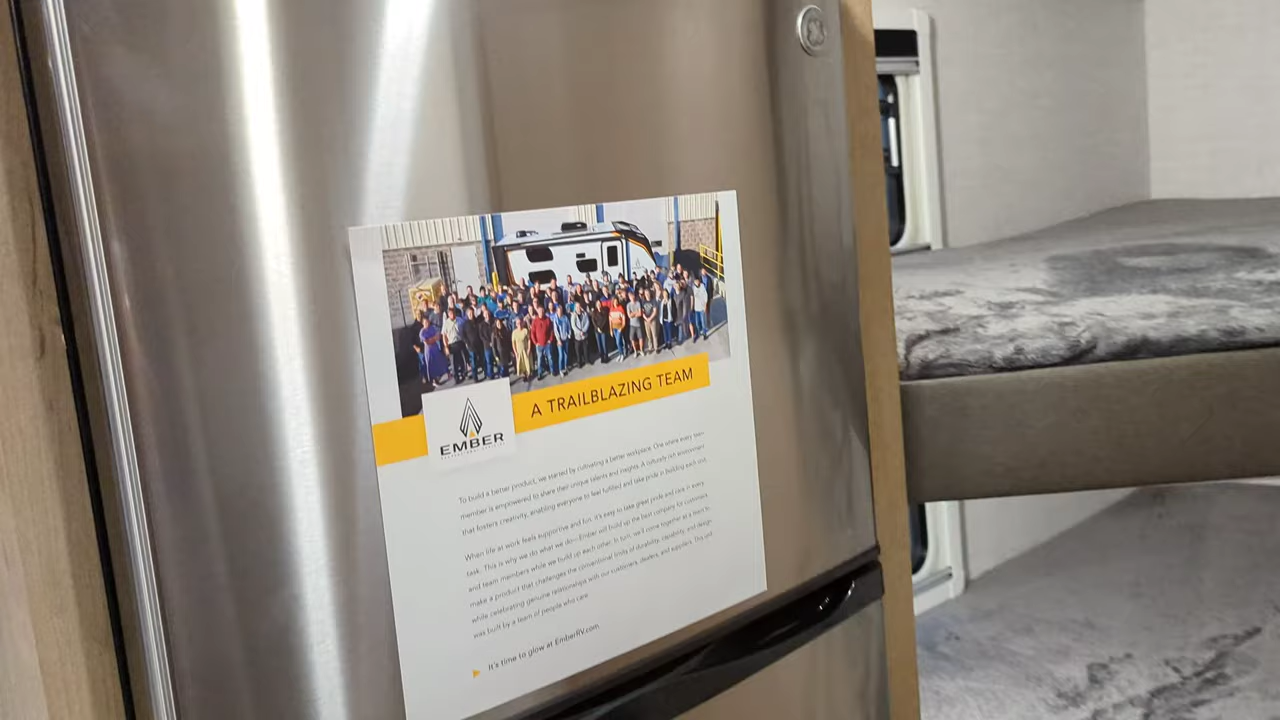 A TRAILBLAZING TEAM
EMBER
To build a better product, we started by cultivating a better workplace. One where every team
member is empowered to share their unique talents and insights. A culturally rich environment
that fosters creativity, enabling everyone to feel fulfilled and take pride in building each unit.
When life at work feels supportive and fun, it's easy to take great pride and care in every
task. This is why we do what we do—Ember will build up the best company for customers
and team members while we build up each other. In turn, we'll come together as a team to
make a product that challenges the conventional limits of durability, capability, and design
while celebrating genuine relationships with our customers, dealers, and suppliers. This unit
was built by a team of people who care.
It's time to glow at EmberRV.com